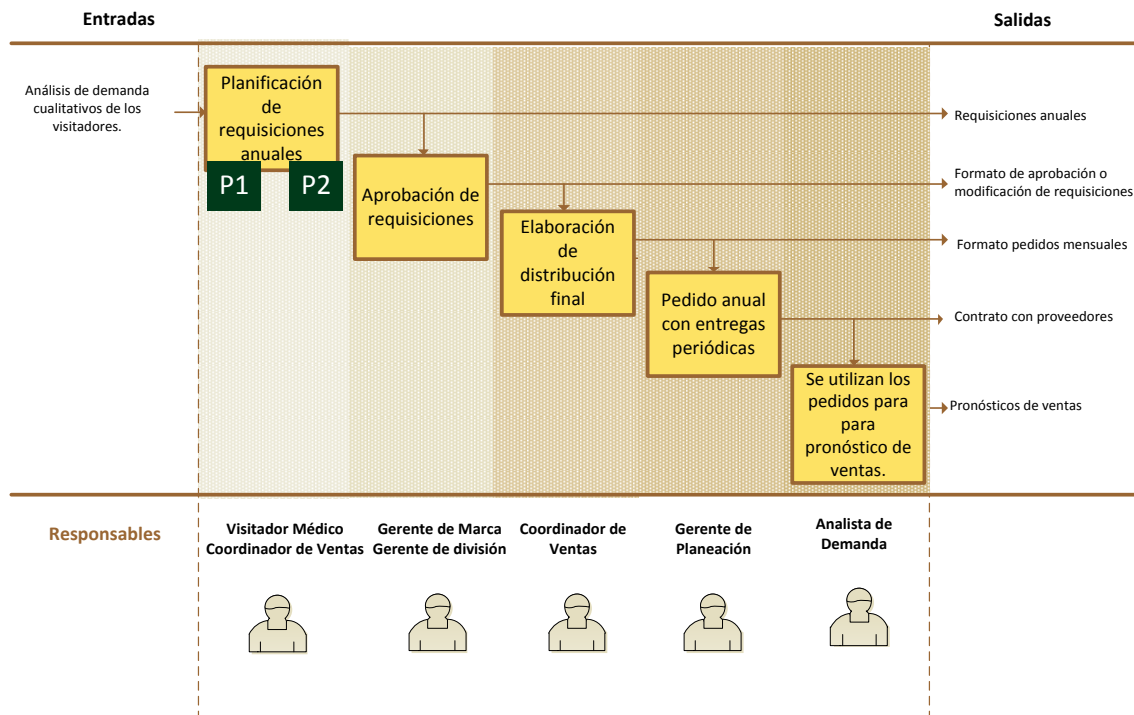 Entradas
Salidas
Análisis de demanda
cualitativos de los
visitadores.
Planificación
de
requisiciones
anuales
P1
P2
Requisiciones anuales
Aprobación de
requisiciones
Formato de aprobación o
modificación de requisiciones
Elaboración
de
distribución
final
Formato pedidos mensuales
Pedido anual
con entregas
periódicas
Contrato con proveedores
Se utilizan los
pedidos para
para
pronóstico de
ventas.
Pronósticos de ventas
Responsables
Visitador Médico
Coordinador de Ventas
Gerente de Marca
Gerente de división
Coordinador de
Ventas
Gerente de
Planeación
Analista de
Demanda